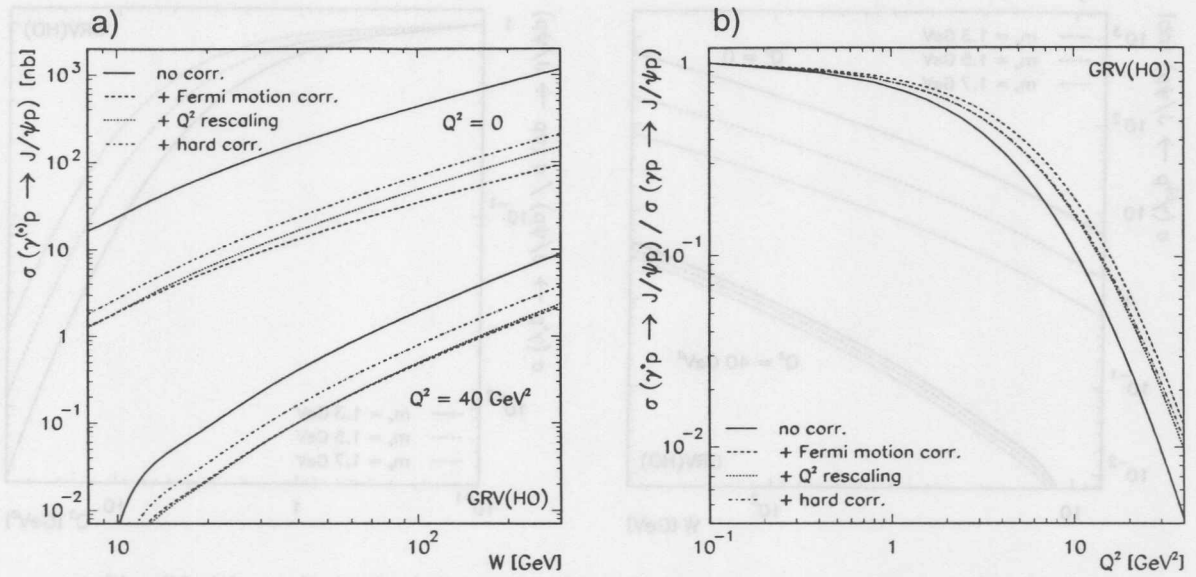 a)
σ (γ(*)p → J/ψp) [nb]
10³
10²
10
1
10⁻¹
10⁻²
no corr.
+ Fermi motion corr.
+ Q² rescaling
+ hard corr.
Q² = 0
Q² = 40 GeV²
GRV(HO)
10
10²
W [GeV]
b)
σ (γ*p → J/ψp) / σ (γp → J/ψp)
1
10⁻¹
10⁻²
GRV(HO)
no corr.
+ Fermi motion corr.
+ Q² rescaling
+ hard corr.
10⁻¹
1
10
Q² [GeV²]